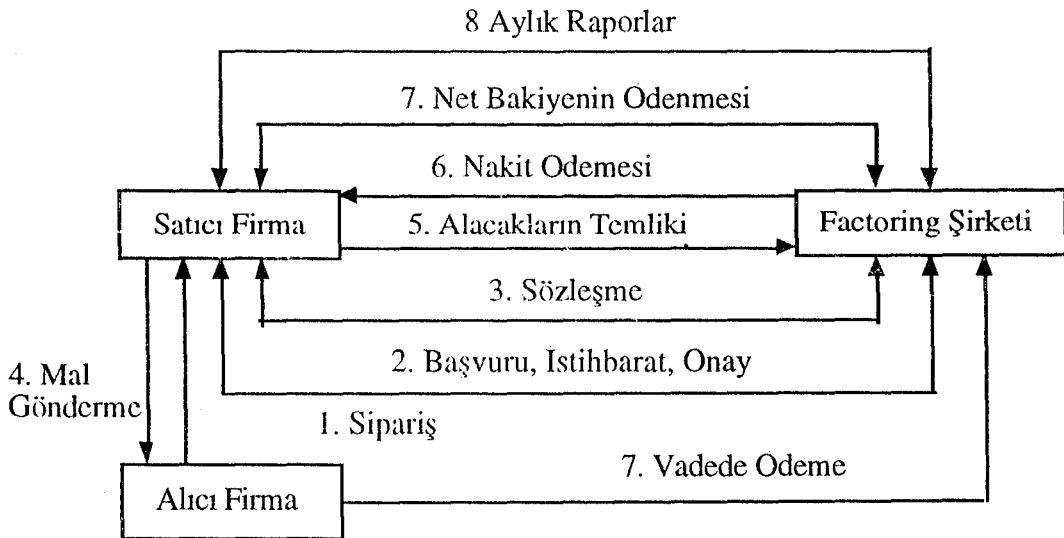 8 Aylık Raporlar
7. Net Bakiyenin Odenmesi
6. Nakit Odemesi
Satıcı Firma
5. Alacakların Temliki
Factoring Şirketi
3. Sözleşme
2. Başvuru, Istihbarat, Onay
4. Mal
Gönderme
1. Sipariş
7. Vadede Odeme
Alıcı Firma